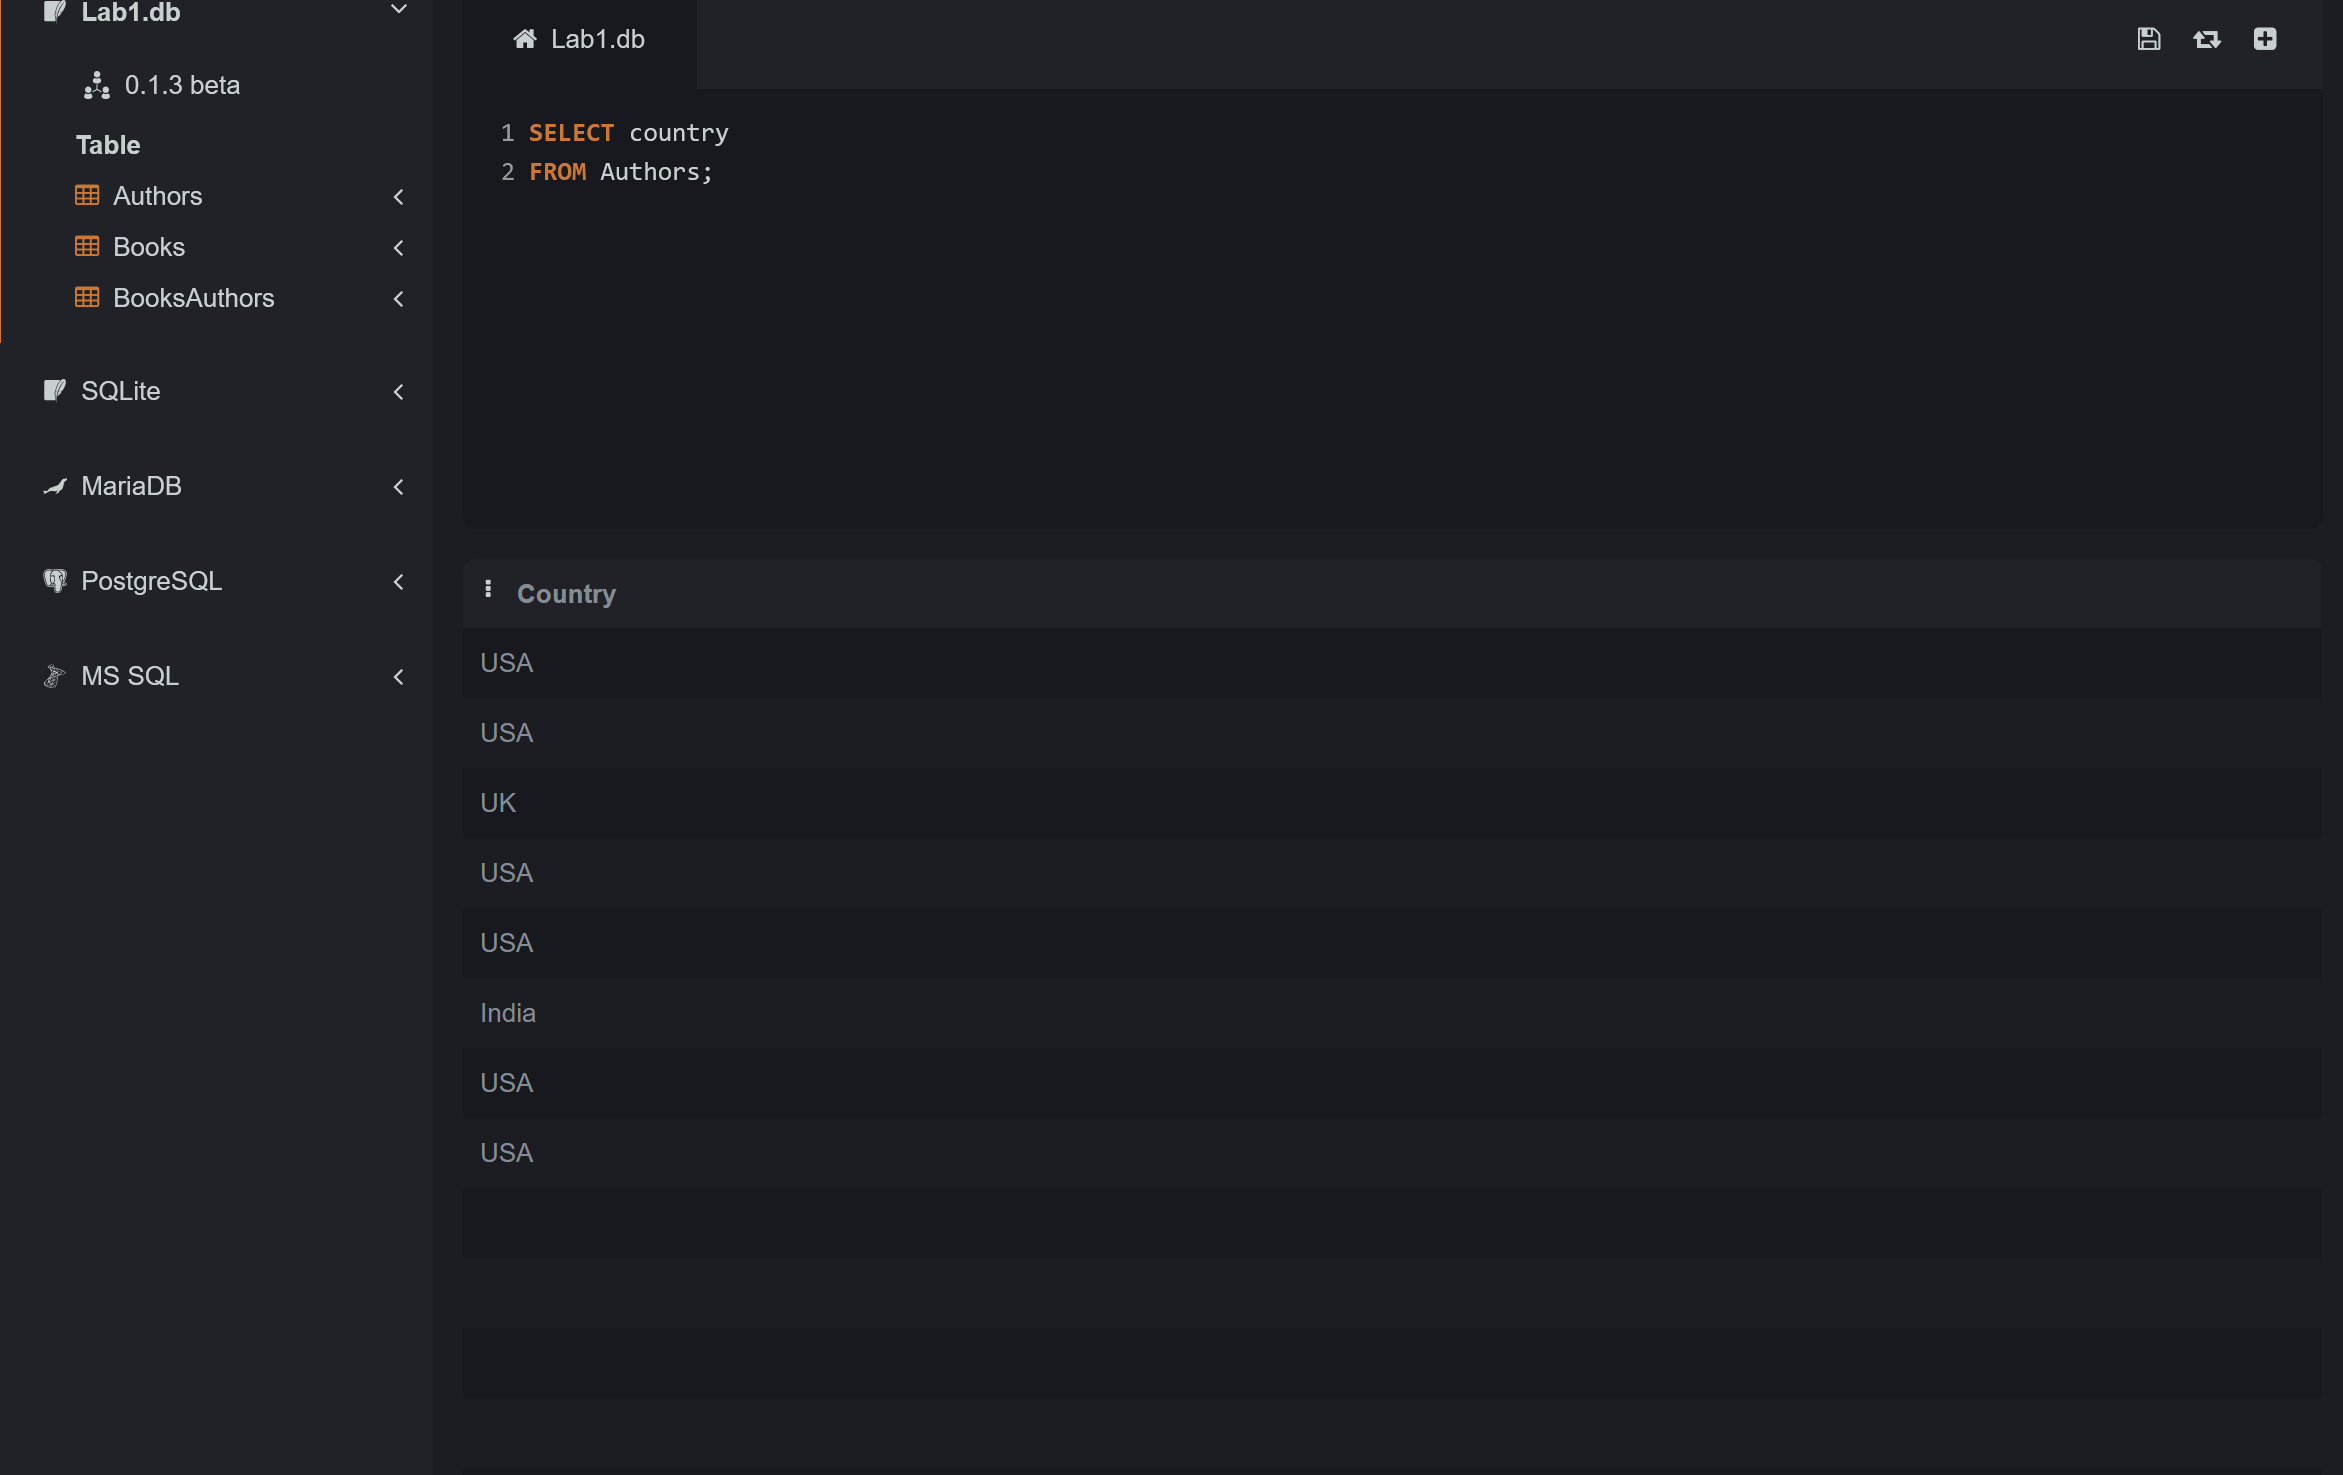 Lab1.db
0.1.3 beta
Table
Authors
Books
BooksAuthors
SQLite
MariaDB
PostgreSQL
MS SQL
Lab1.db
1 SELECT country
2 FROM Authors;
Country
USA
USA
UK
USA
USA
India
USA
USA